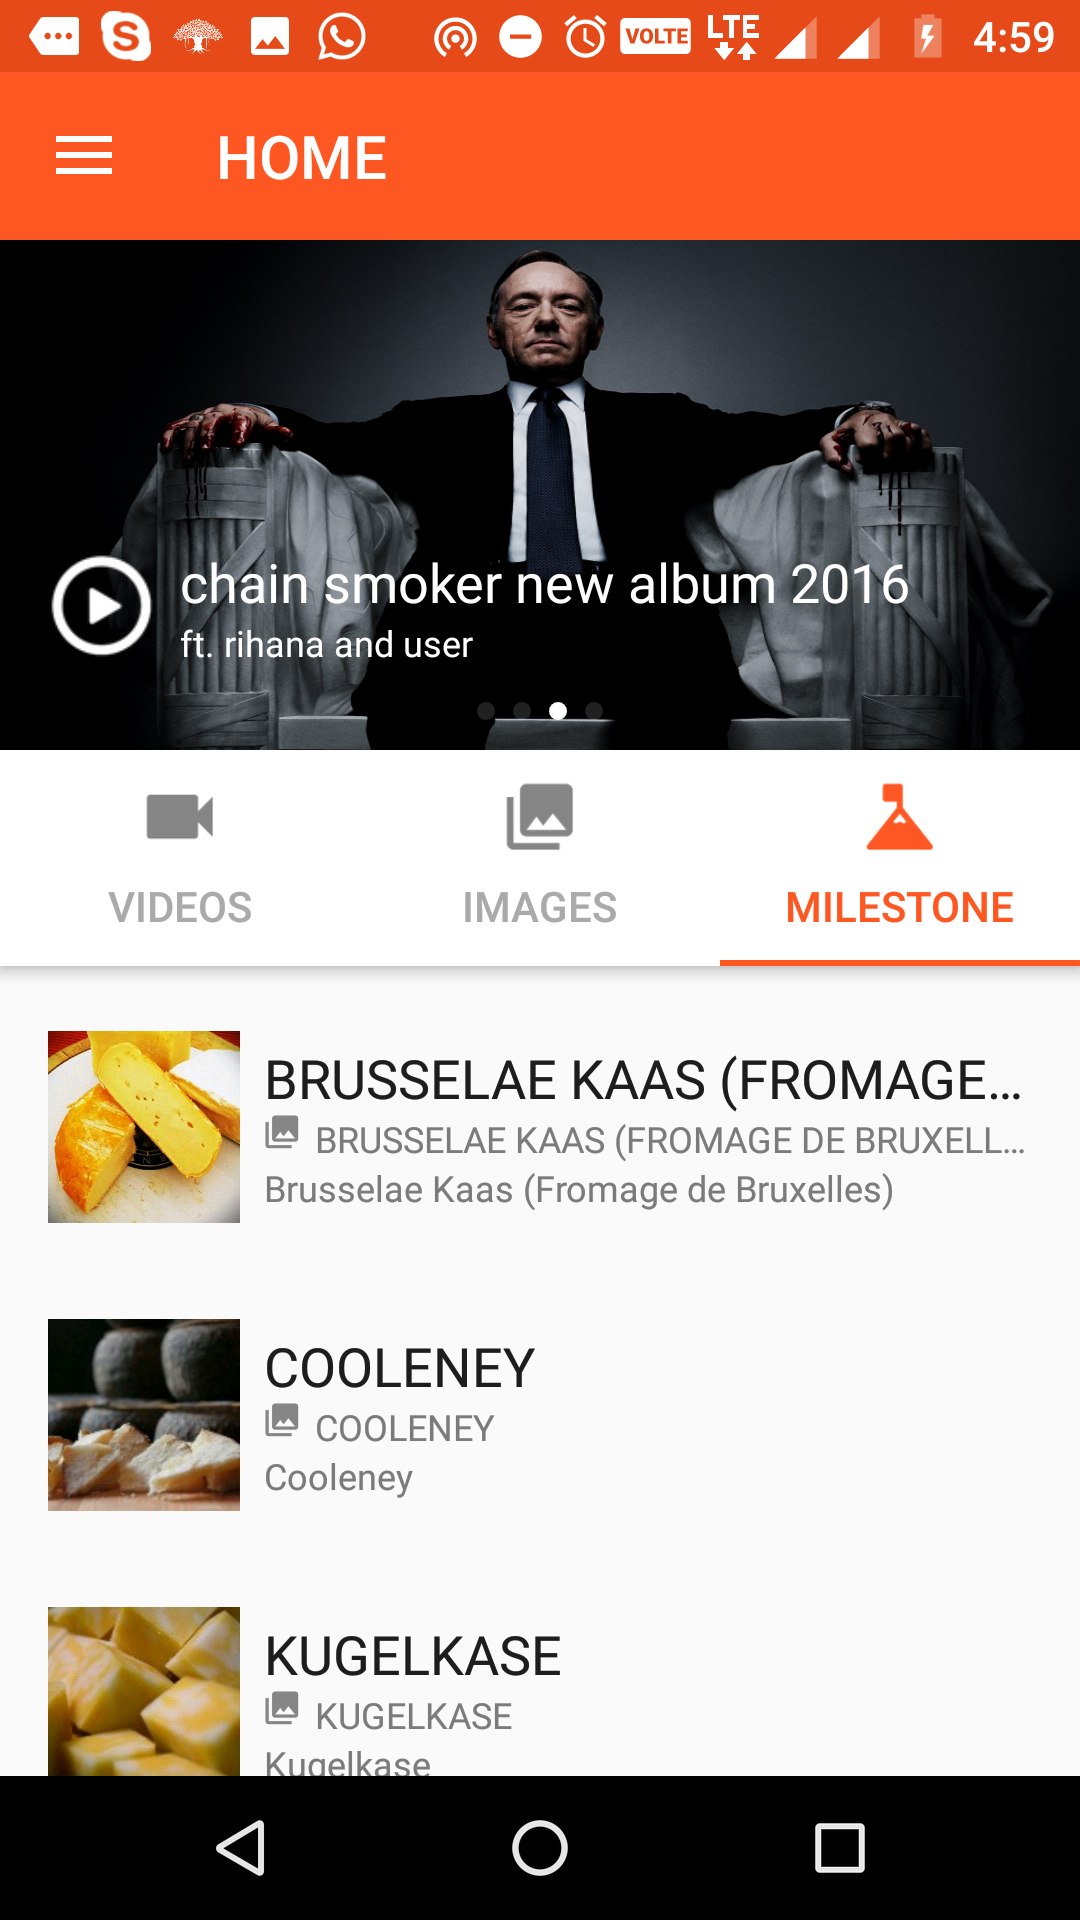 VOLTE LTE 4:59
HOME
chain smoker new album 2016
ft. rihana and user
VIDEOS IMAGES MILESTONE
BRUSSELAE KAAS (FROMAGE...
BRUSSELAE KAAS (FROMAGE DE BRUXELL...
Brusselae Kaas (Fromage de Bruxelles)
COOLENEY
COOLENEY
Cooleney
KUGELKASE
KUGELKASE
Kugelkase